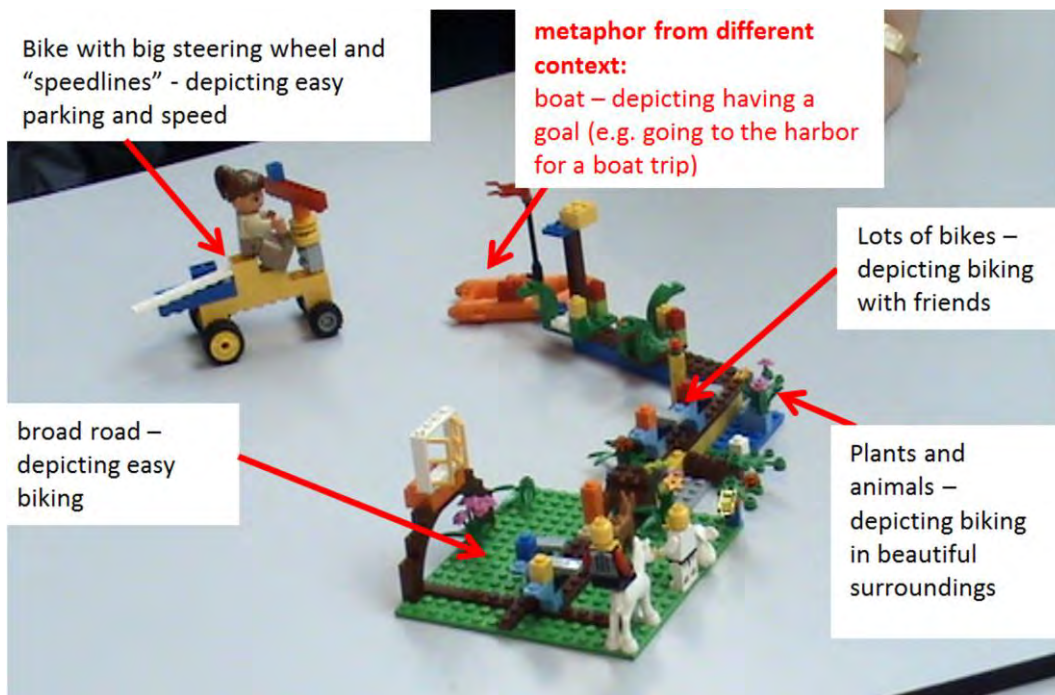 Bike with big steering wheel and
“speedlines” - depicting easy
parking and speed
metaphor from different
context:
boat – depicting having a
goal (e.g. going to the harbor
for a boat trip)
Lots of bikes –
depicting biking
with friends
broad road –
depicting easy
biking
Plants and
animals –
depicting biking
in beautiful
surroundings